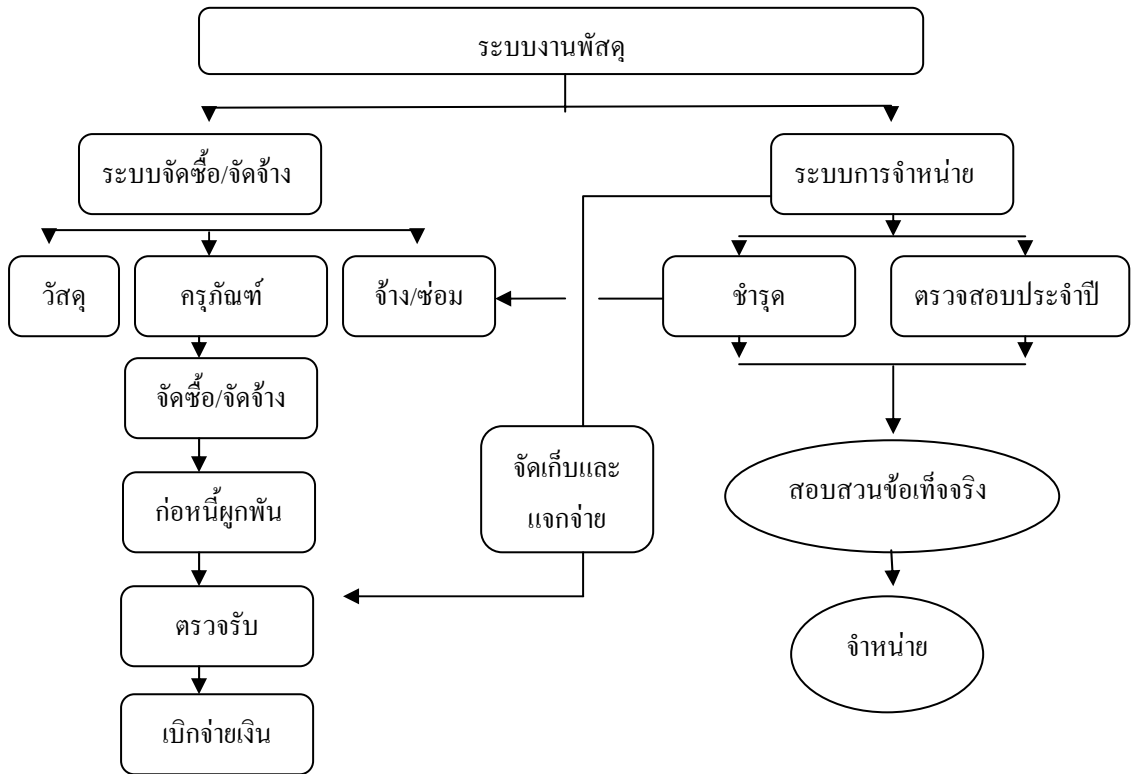 ระบบงานพัสดุ
ระบบจัดซื้อ/จัดจ้าง
ระบบการจำหน่าย
วัสดุ
ครุภัณฑ์
จ้าง/ซ่อม
ชำรุด
ตรวจสอบประจำปี
จัดซื้อ/จัดจ้าง
จัดเก็บและ
แจกจ่าย
สอบสวนข้อเท็จจริง
ก่อหนี้ผูกพัน
ตรวจรับ
จำหน่าย
เบิกจ่ายเงิน